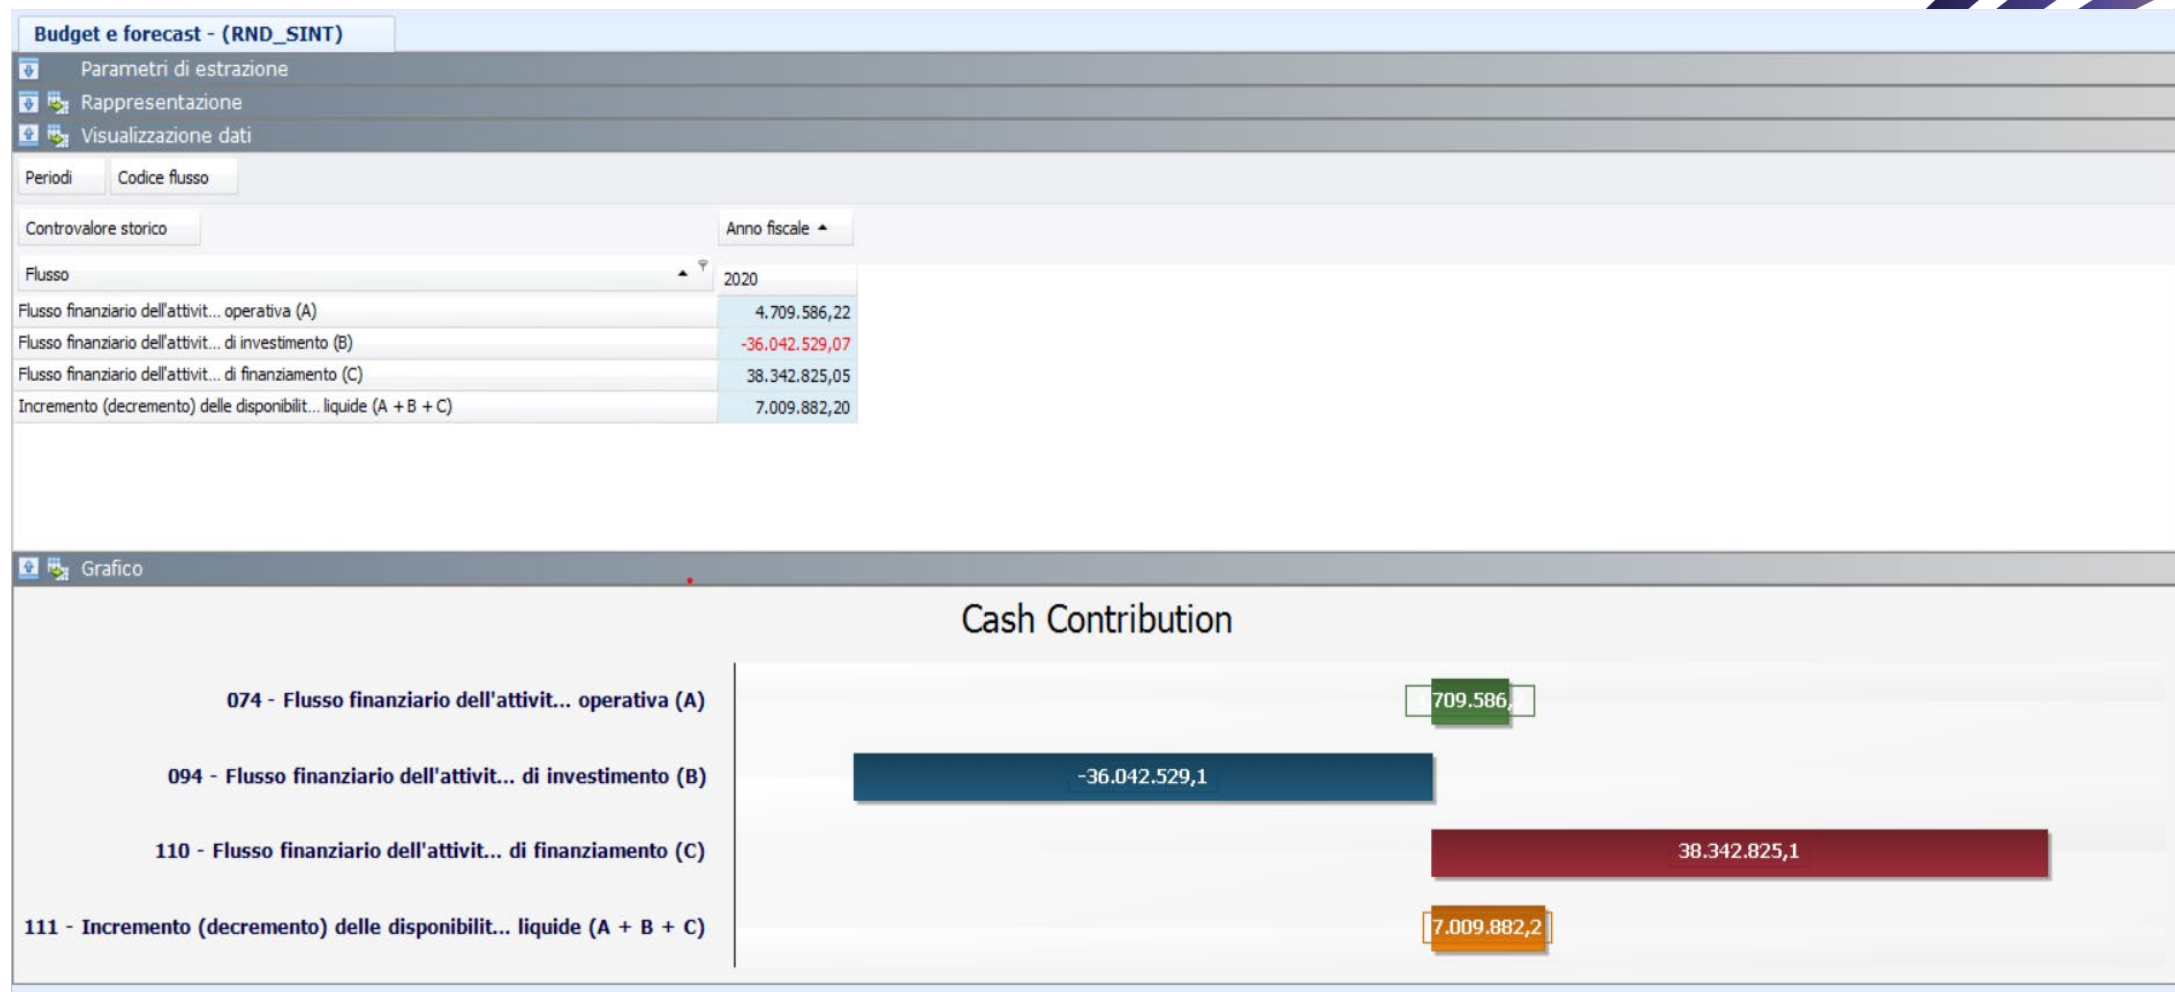 Budget e forecast - (RND_SINT)
Parametri di estrazione
Rappresentazione
Visualizzazione dati
Periodi Codice flusso
Controvalore storico Anno fiscale
Flusso 2020
Flusso finanziario dell'attivit... operativa (A) 4.709.586,22
Flusso finanziario dell'attivit... di investimento (B) -36.042.529,07
Flusso finanziario dell'attivit... di finanziamento (C) 38.342.825,05
Incremento (decremento) delle disponibilit... liquide (A + B + C) 7.009.882,20
Grafico
Cash Contribution
074 - Flusso finanziario dell'attivit... operativa (A) 709.586,
094 - Flusso finanziario dell'attivit... di investimento (B) -36.042.529,1
110 - Flusso finanziario dell'attivit... di finanziamento (C) 38.342.825,1
111 - Incremento (decremento) delle disponibilit... liquide (A + B + C) 7.009.882,2